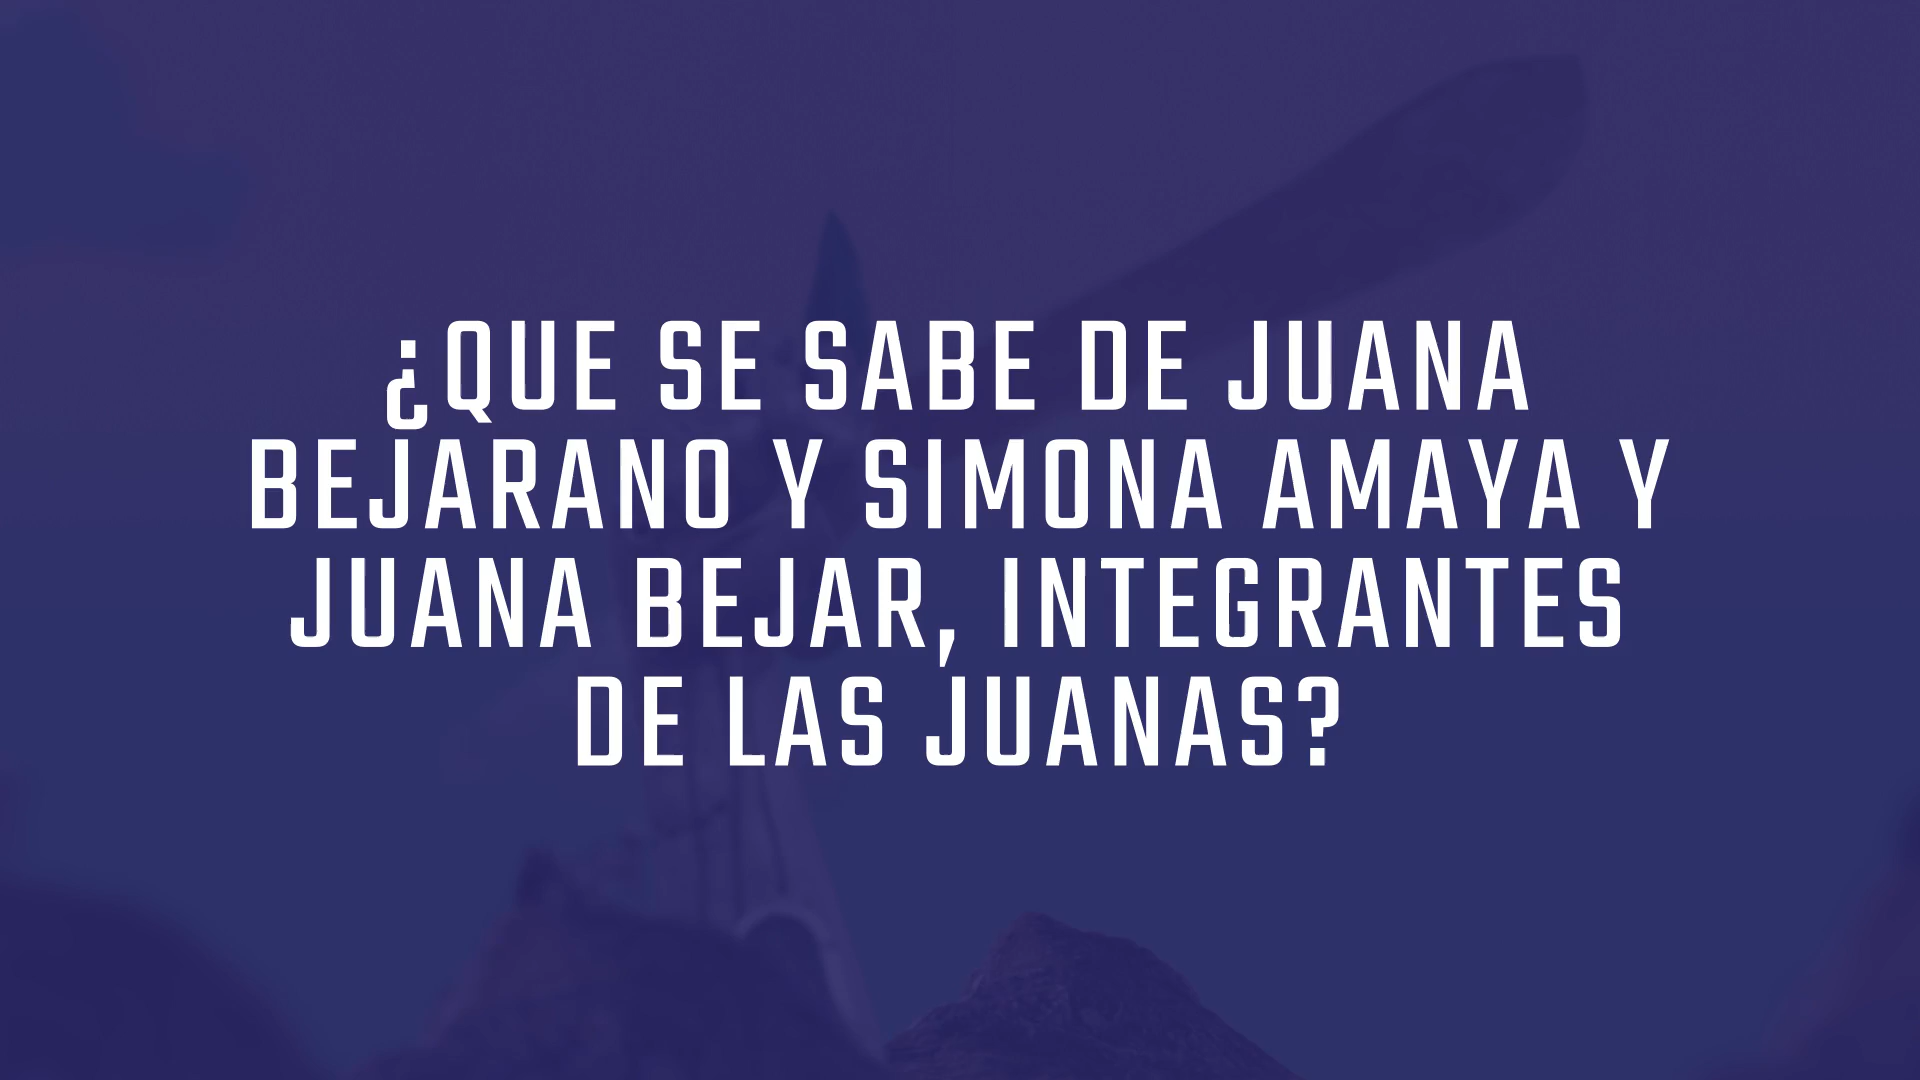 ¿QUE SE SABE DE JUANA
BEJARANO Y SIMONA AMAYA Y
JUANA BEJAR, INTEGRANTES
DE LAS JUANAS?